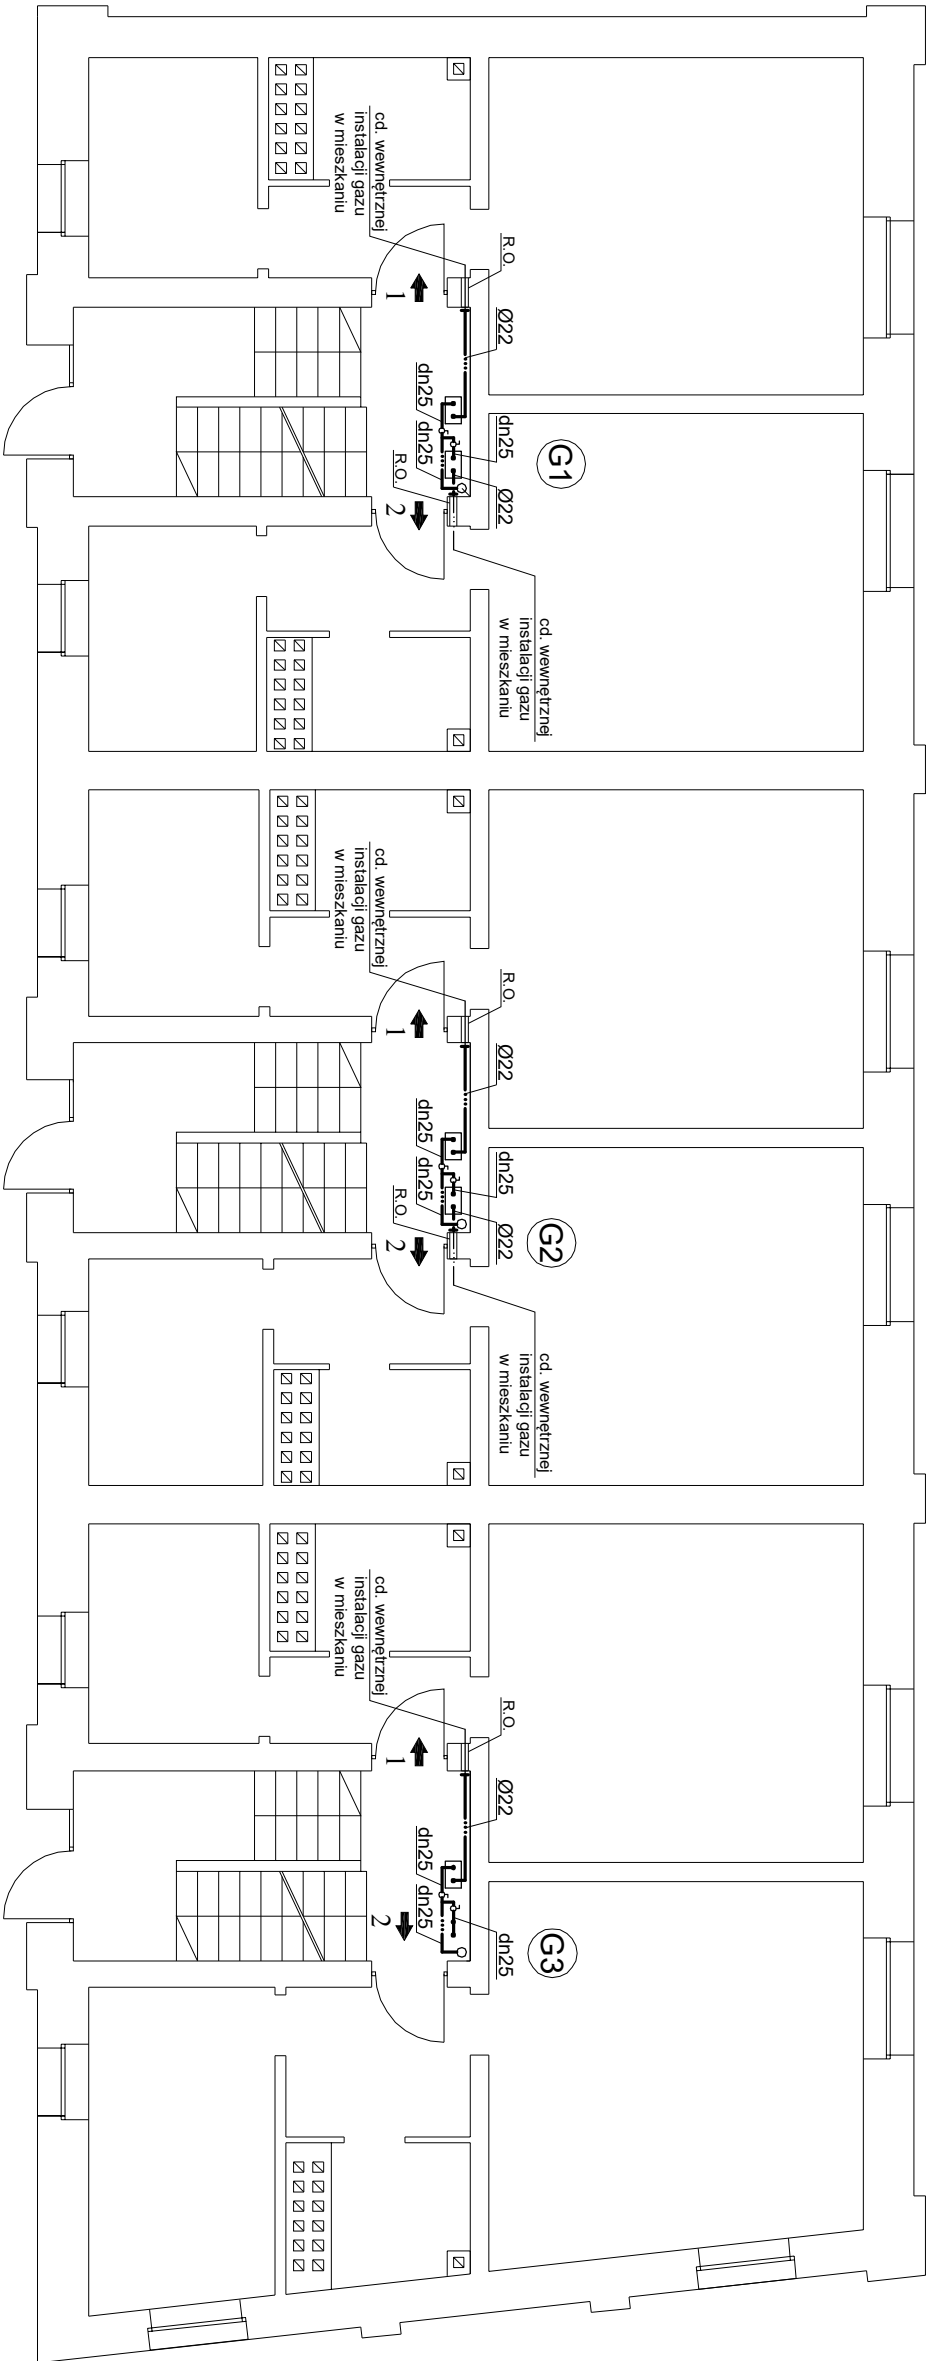 cd. wewnętrznej
instalacji gazu
w mieszkaniu
R.O.
Ø22
1
dn25
dn25
dn25
Ø22
G1
R.O.
2
cd. wewnętrznej
instalacji gazu
w mieszkaniu
cd. wewnętrznej
instalacji gazu
w mieszkaniu
R.O.
Ø22
1
dn25
dn25
dn25
Ø22
G2
R.O.
2
cd. wewnętrznej
instalacji gazu
w mieszkaniu
cd. wewnętrznej
instalacji gazu
w mieszkaniu
R.O.
Ø22
1
dn25
dn25
dn25
G3
2